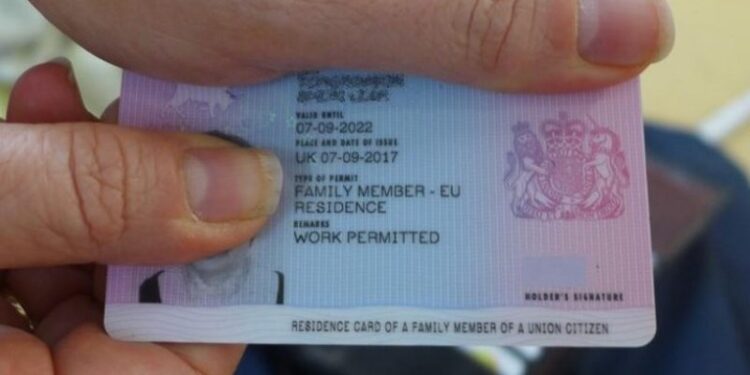 VALID UNTIL
07-09-2022
PLACE AND DATE OF ISSUE
UK 07-09-2017
TYPE OF PERMIT
FAMILY MEMBER - EU
RESIDENCE
REMARKS
WORK PERMITTED
HOLDER'S SIGNATURE
RESIDENCE CARD OF A FAMILY MEMBER OF A UNION CITIZEN